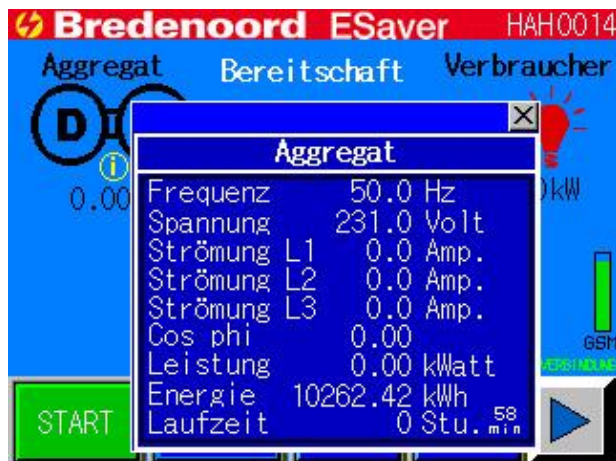 Bredenoord ESaver HAH0014
Aggregat Bereitschaft Verbraucher
D
i
0.00 kW
Aggregat
Frequenz 50.0 Hz
Spannung 231.0 Volt
Strömung L1 0.0 Amp.
Strömung L2 0.0 Amp.
Strömung L3 0.0 Amp.
Cos phi 0.00
Leistung 0.00 kWatt
Energie 10262.42 kWh
Laufzeit 0 Stu. 58 min
GSM
START